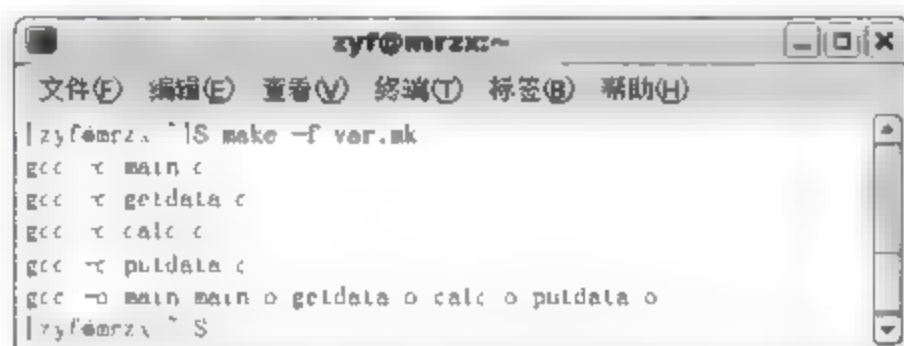 zyf@mrzx:~
文件(F) 编辑(E) 查看(V) 终端(T) 标签(B) 帮助(H)
[zyf@mrzx ~]$ make -f var.mk
gcc -c main.c
gcc -c getdata.c
gcc -c calc.c
gcc -c putdata.c
gcc -o main main.o getdata.o calc.o putdata.o
[zyf@mrzx ~]$